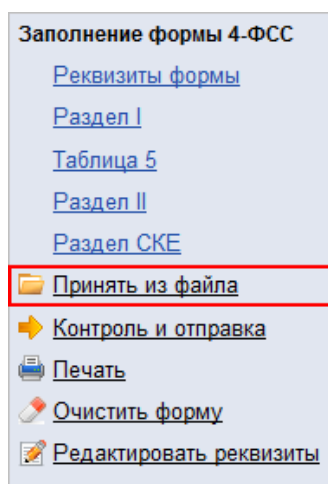 Заполнение формы 4-ФСС
Реквизиты формы
Раздел I
Таблица 5
Раздел II
Раздел СКЕ
Принять из файла
Контроль и отправка
Печать
Очистить форму
Редактировать реквизиты